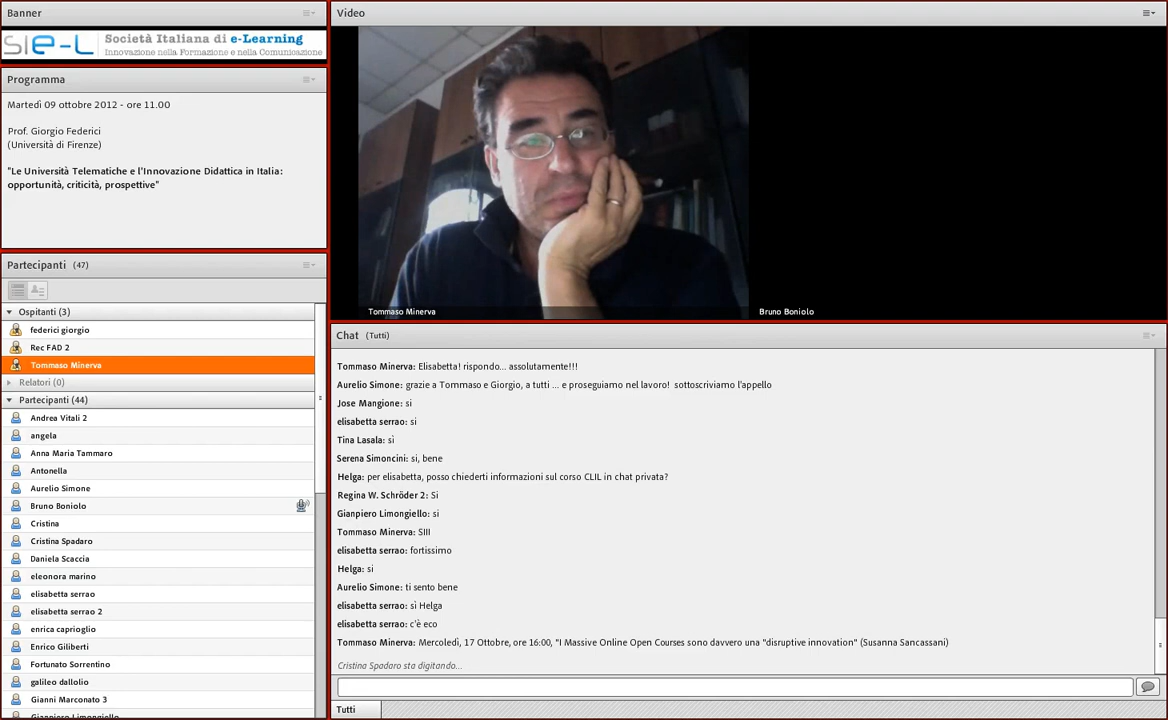 Banner
SIe-L Società Italiana di e-Learning
Innovazione nella Formazione e nella Comunicazione
Programma
Martedì 09 ottobre 2012 - ore 11.00
Prof. Giorgio Federici
(Università di Firenze)
"Le Università Telematiche e l'Innovazione Didattica in Italia:
opportunità, criticità, prospettive"
Partecipanti (47)
Ospitanti (3)
federici giorgio
Rec FAD 2
Tommaso Minerva
Relatori (0)
Partecipanti (44)
Andrea Vitali 2
angela
Anna Maria Tammaro
Antonella
Aurelio Simone
Bruno Boniolo
Cristina
Cristina Spadaro
Daniela Scaccia
eleonora marino
elisabetta serrao
elisabetta serrao 2
enrica caprioglio
Enrico Giliberti
Fortunato Sorrentino
galileo dallolio
Gianni Marconato 3
Gianpiero Limongiello
Video
Tommaso Minerva
Bruno Boniolo
Chat (Tutti)
Tommaso Minerva: Elisabetta! rispondo... assolutamente!!!
Aurelio Simone: grazie a Tommaso e Giorgio, a tutti ... e proseguiamo nel lavoro! sottoscriviamo l'appello
Jose Mangione: si
elisabetta serrao: si
Tina Lasala: sì
Serena Simoncini: si, bene
Helga: per elisabetta, posso chiederti informazioni sul corso CLIL in chat privata?
Regina W. Schröder 2: Si
Gianpiero Limongiello: si
Tommaso Minerva: SIII
elisabetta serrao: fortissimo
Helga: si
Aurelio Simone: ti sento bene
elisabetta serrao: sì Helga
elisabetta serrao: c'è eco
Tommaso Minerva: Mercoledì, 17 Ottobre, ore 16:00, "I Massive Online Open Courses sono davvero una "disruptive innovation" (Susanna Sancassani)
Cristina Spadaro sta digitando...
Tutti